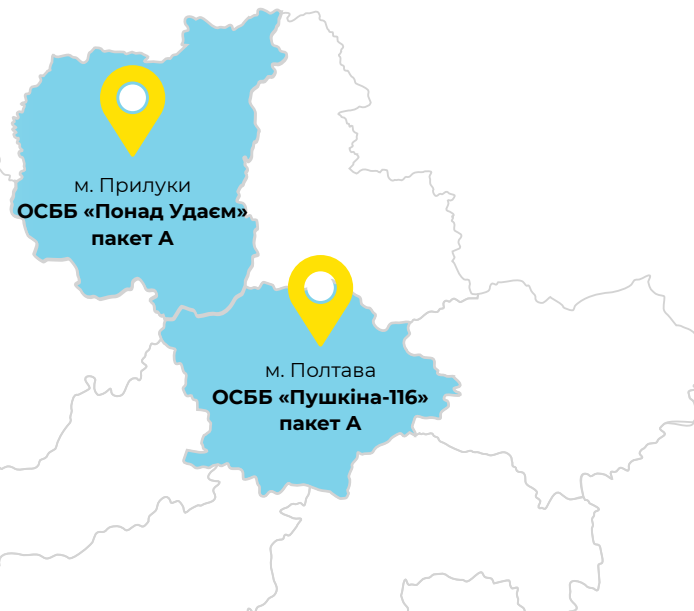 м. Прилуки
ОСББ «Понад Удаєм»
пакет А
м. Полтава
ОСББ «Пушкіна-116»
пакет А